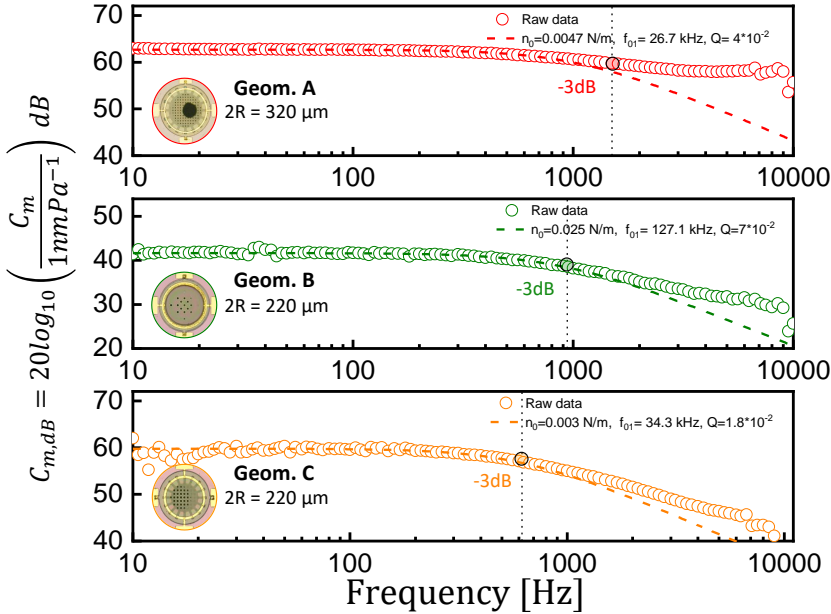 C_{m,dB} = 20log_{10}(C_m / 1nmPa^{-1}) dB
60
50
40
Raw data
n₀=0.0047 N/m, f₀₁= 26.7 kHz, Q= 4*10⁻²
-3dB
Geom. A
2R = 320 µm
10 100 1000 10000
50
40
30
20
Raw data
n₀=0.025 N/m, f₀₁= 127.1 kHz, Q=7*10⁻²
-3dB
Geom. B
2R = 220 µm
10 100 1000 10000
60
50
40
Raw data
n₀=0.003 N/m, f₀₁= 34.3 kHz, Q=1.8*10⁻²
-3dB
Geom. C
2R = 220 µm
10 100 1000 10000
70
Frequency [Hz]